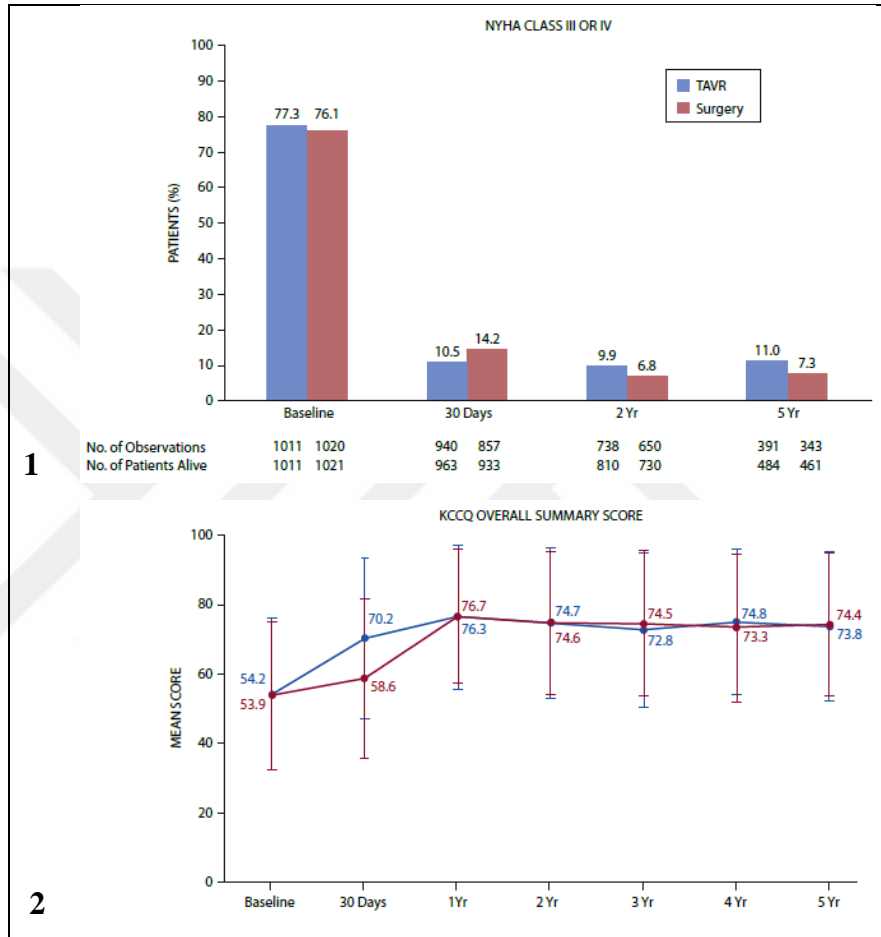 NYHA CLASS III OR IV
100
90
80
70
60
50
40
30
20
10
0
PATIENTS (%)
TAVR
Surgery
77.3 76.1
10.5 14.2
9.9 6.8
11.0 7.3
Baseline 30 Days 2 Yr 5 Yr
No. of Observations 1011 1020 940 857 738 650 391 343
No. of Patients Alive 1011 1021 963 933 810 730 484 461
1
KCCQ OVERALL SUMMARY SCORE
100
80
60
40
20
0
MEAN SCORE
54.2 70.2 76.7 74.7 74.5 74.8 74.4
53.9 58.6 76.3 74.6 72.8 73.3 73.8
Baseline 30 Days 1Yr 2 Yr 3 Yr 4 Yr 5 Yr
2